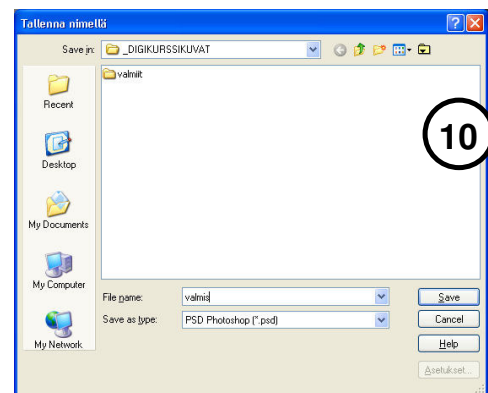 Tallenna nimellä
Save in: _DIGIKURSSIKUVAT
valmiit
Recent
Desktop
My Documents
My Computer
My Network
10
File name: valmis Save
Save as type: PSD Photoshop (*.psd) Cancel
Help
Asetukset...